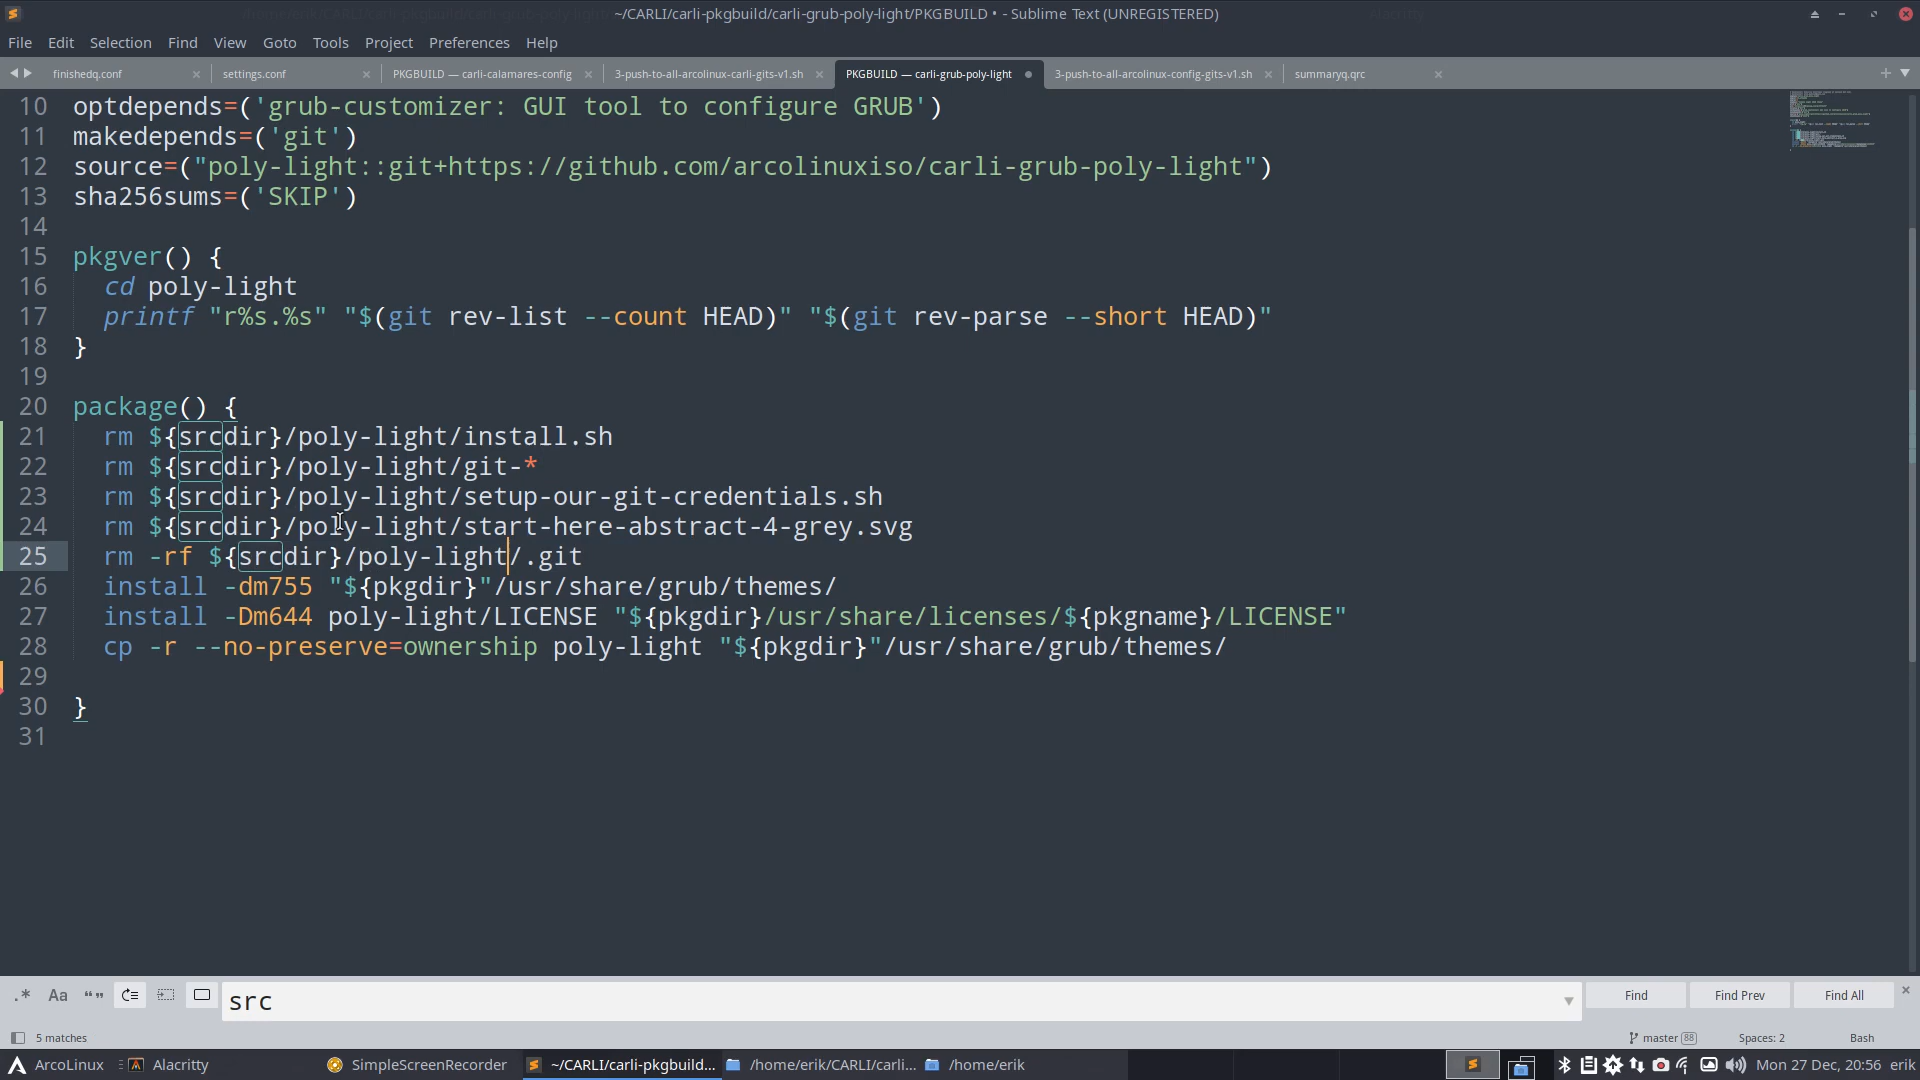 ~/CARLI/carli-pkgbuild/carli-grub-poly-light/PKGBUILD • - Sublime Text (UNREGISTERED)
File Edit Selection Find View Goto Tools Project Preferences Help
finishedq.conf × settings.conf × PKGBUILD — carli-calamares-config × 3-push-to-all-arcolinux-carli-gits-v1.sh × PKGBUILD — carli-grub-poly-light • 3-push-to-all-arcolinux-config-gits-v1.sh × summaryq.qrc ×
10 optdepends=('grub-customizer: GUI tool to configure GRUB')
11 makedepends=('git')
12 source=("poly-light::git+https://github.com/arcolinuxiso/carli-grub-poly-light")
13 sha256sums=('SKIP')
14
15 pkgver() {
16   cd poly-light
17   printf "r%s.%s" "$(git rev-list --count HEAD)" "$(git rev-parse --short HEAD)"
18 }
19
20 package() {
21   rm ${srcdir}/poly-light/install.sh
22   rm ${srcdir}/poly-light/git-*
23   rm ${srcdir}/poly-light/setup-our-git-credentials.sh
24   rm ${srcdir}/poly-light/start-here-abstract-4-grey.svg
25   rm -rf ${srcdir}/poly-light/.git
26   install -dm755 "${pkgdir}"/usr/share/grub/themes/
27   install -Dm644 poly-light/LICENSE "${pkgdir}/usr/share/licenses/${pkgname}/LICENSE"
28   cp -r --no-preserve=ownership poly-light "${pkgdir}"/usr/share/grub/themes/
29
30 }
31
.* Aa “” src Find Find Prev Find All ×
5 matches master 88 Spaces: 2 Bash
ArcoLinux Alacritty SimpleScreenRecorder ~/CARLI/carli-pkgbuild... /home/erik/CARLI/carli... /home/erik Mon 27 Dec, 20:56 erik